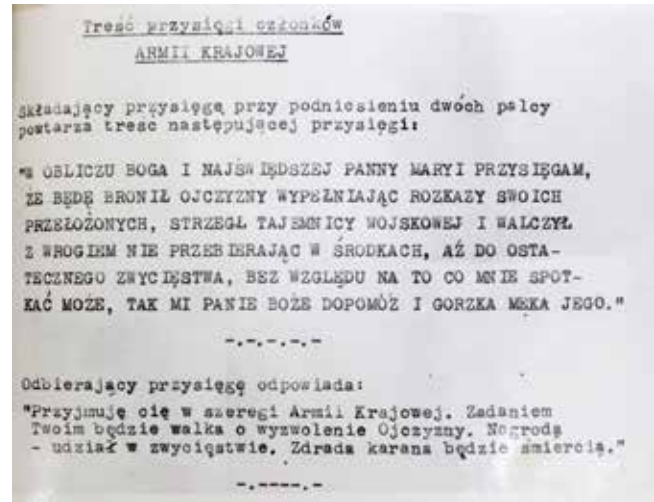 Treść przysięgi członków
ARMII KRAJOWEJ
Składający przysięgę przy podniesieniu dwóch palcy
powtarza tresc następującej przysięgi:
"W OBLICZU BOGA I NAJŚWIĘDSZEJ PANNY MARYI PRZYSIĘGAM,
ŻE BĘDĘ BRONIŁ OJCZYZNY WYPEŁNIAJĄC ROZKAZY SWOICH
PRZEŁOŻONYCH, STRZEGŁ TAJEMNICY WOJSKOWEJ I WALCZYŁ
Z WROGIEM NIE PRZEBIERAJĄC W ŚRODKACH, AŻ DO OSTA-
TECZNEGO ZWYCIĘSTWA, BEZ WZGLĘDU NA TO CO MNIE SPOT-
KAĆ MOŻE, TAK MI PANIE BOŻE DOPOMÓŻ I GORZKA MĘKA JEGO."
-.-.-.-.-
Odbierający przysięgę odpowiada:
"Przyjmuję cię w szeregi Armii Krajowej. Zadaniem
Twoim będzie walka o wyzwolenie Ojczyzny. Nagrodą
- udział w zwycięstwie. Zdrada karana będzie śmiercią."
-.----.-